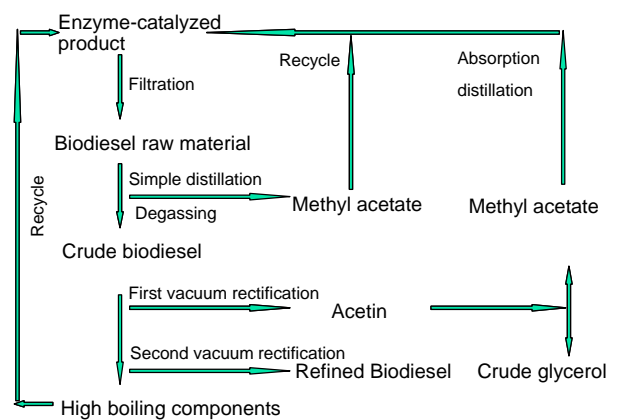 Enzyme-catalyzed
product
Filtration
Recycle
Absorption
distillation
Biodiesel raw material
Simple distillation
Degassing
Methyl acetate
Methyl acetate
Recycle
Crude biodiesel
First vacuum rectification
Acetin
Second vacuum rectification
Refined Biodiesel
Crude glycerol
High boiling components